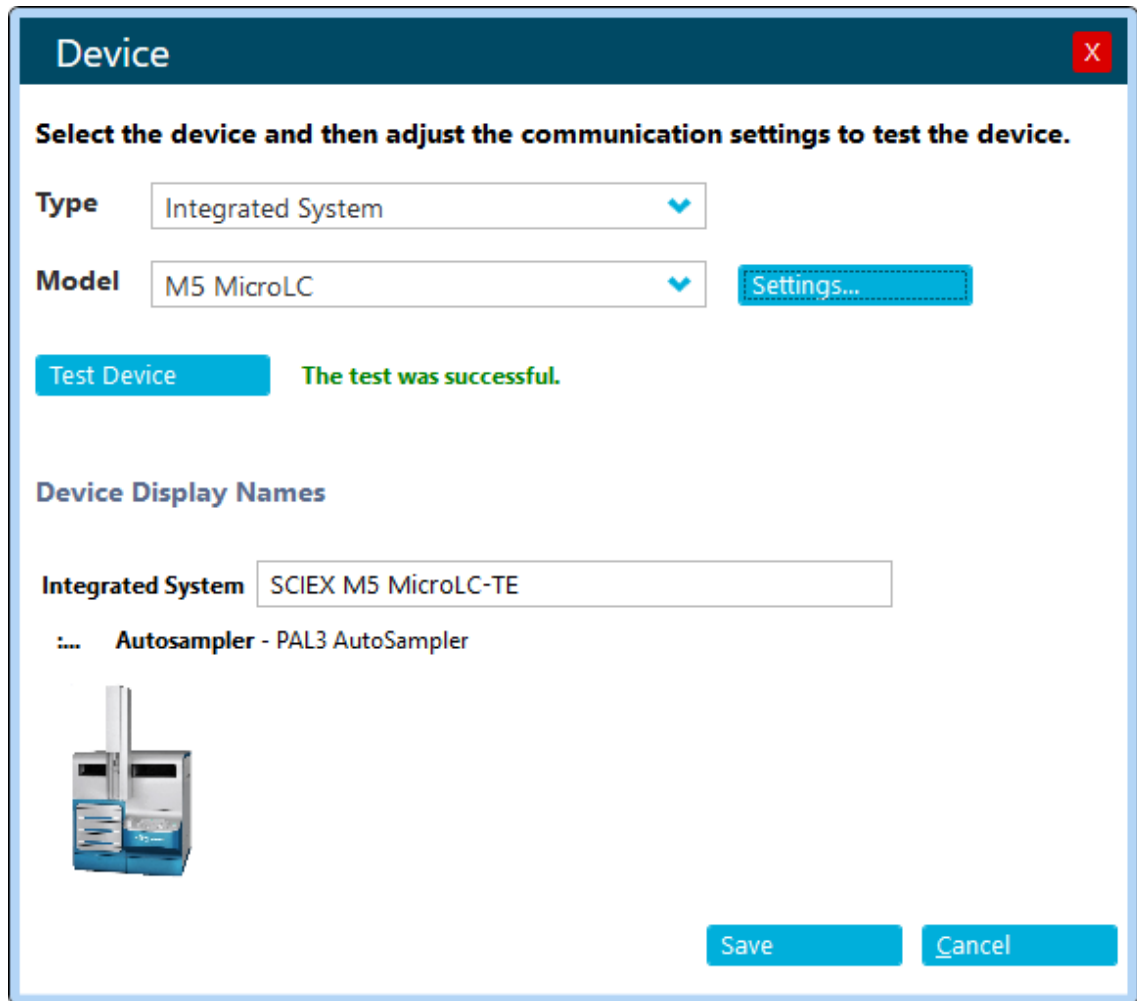 Device
X
Select the device and then adjust the communication settings to test the device.
Type
Integrated System
Model
M5 MicroLC
Settings...
Test Device
The test was successful.
Device Display Names
Integrated System
SCIEX M5 MicroLC-TE
:... Autosampler - PAL3 AutoSampler
Save
Cancel